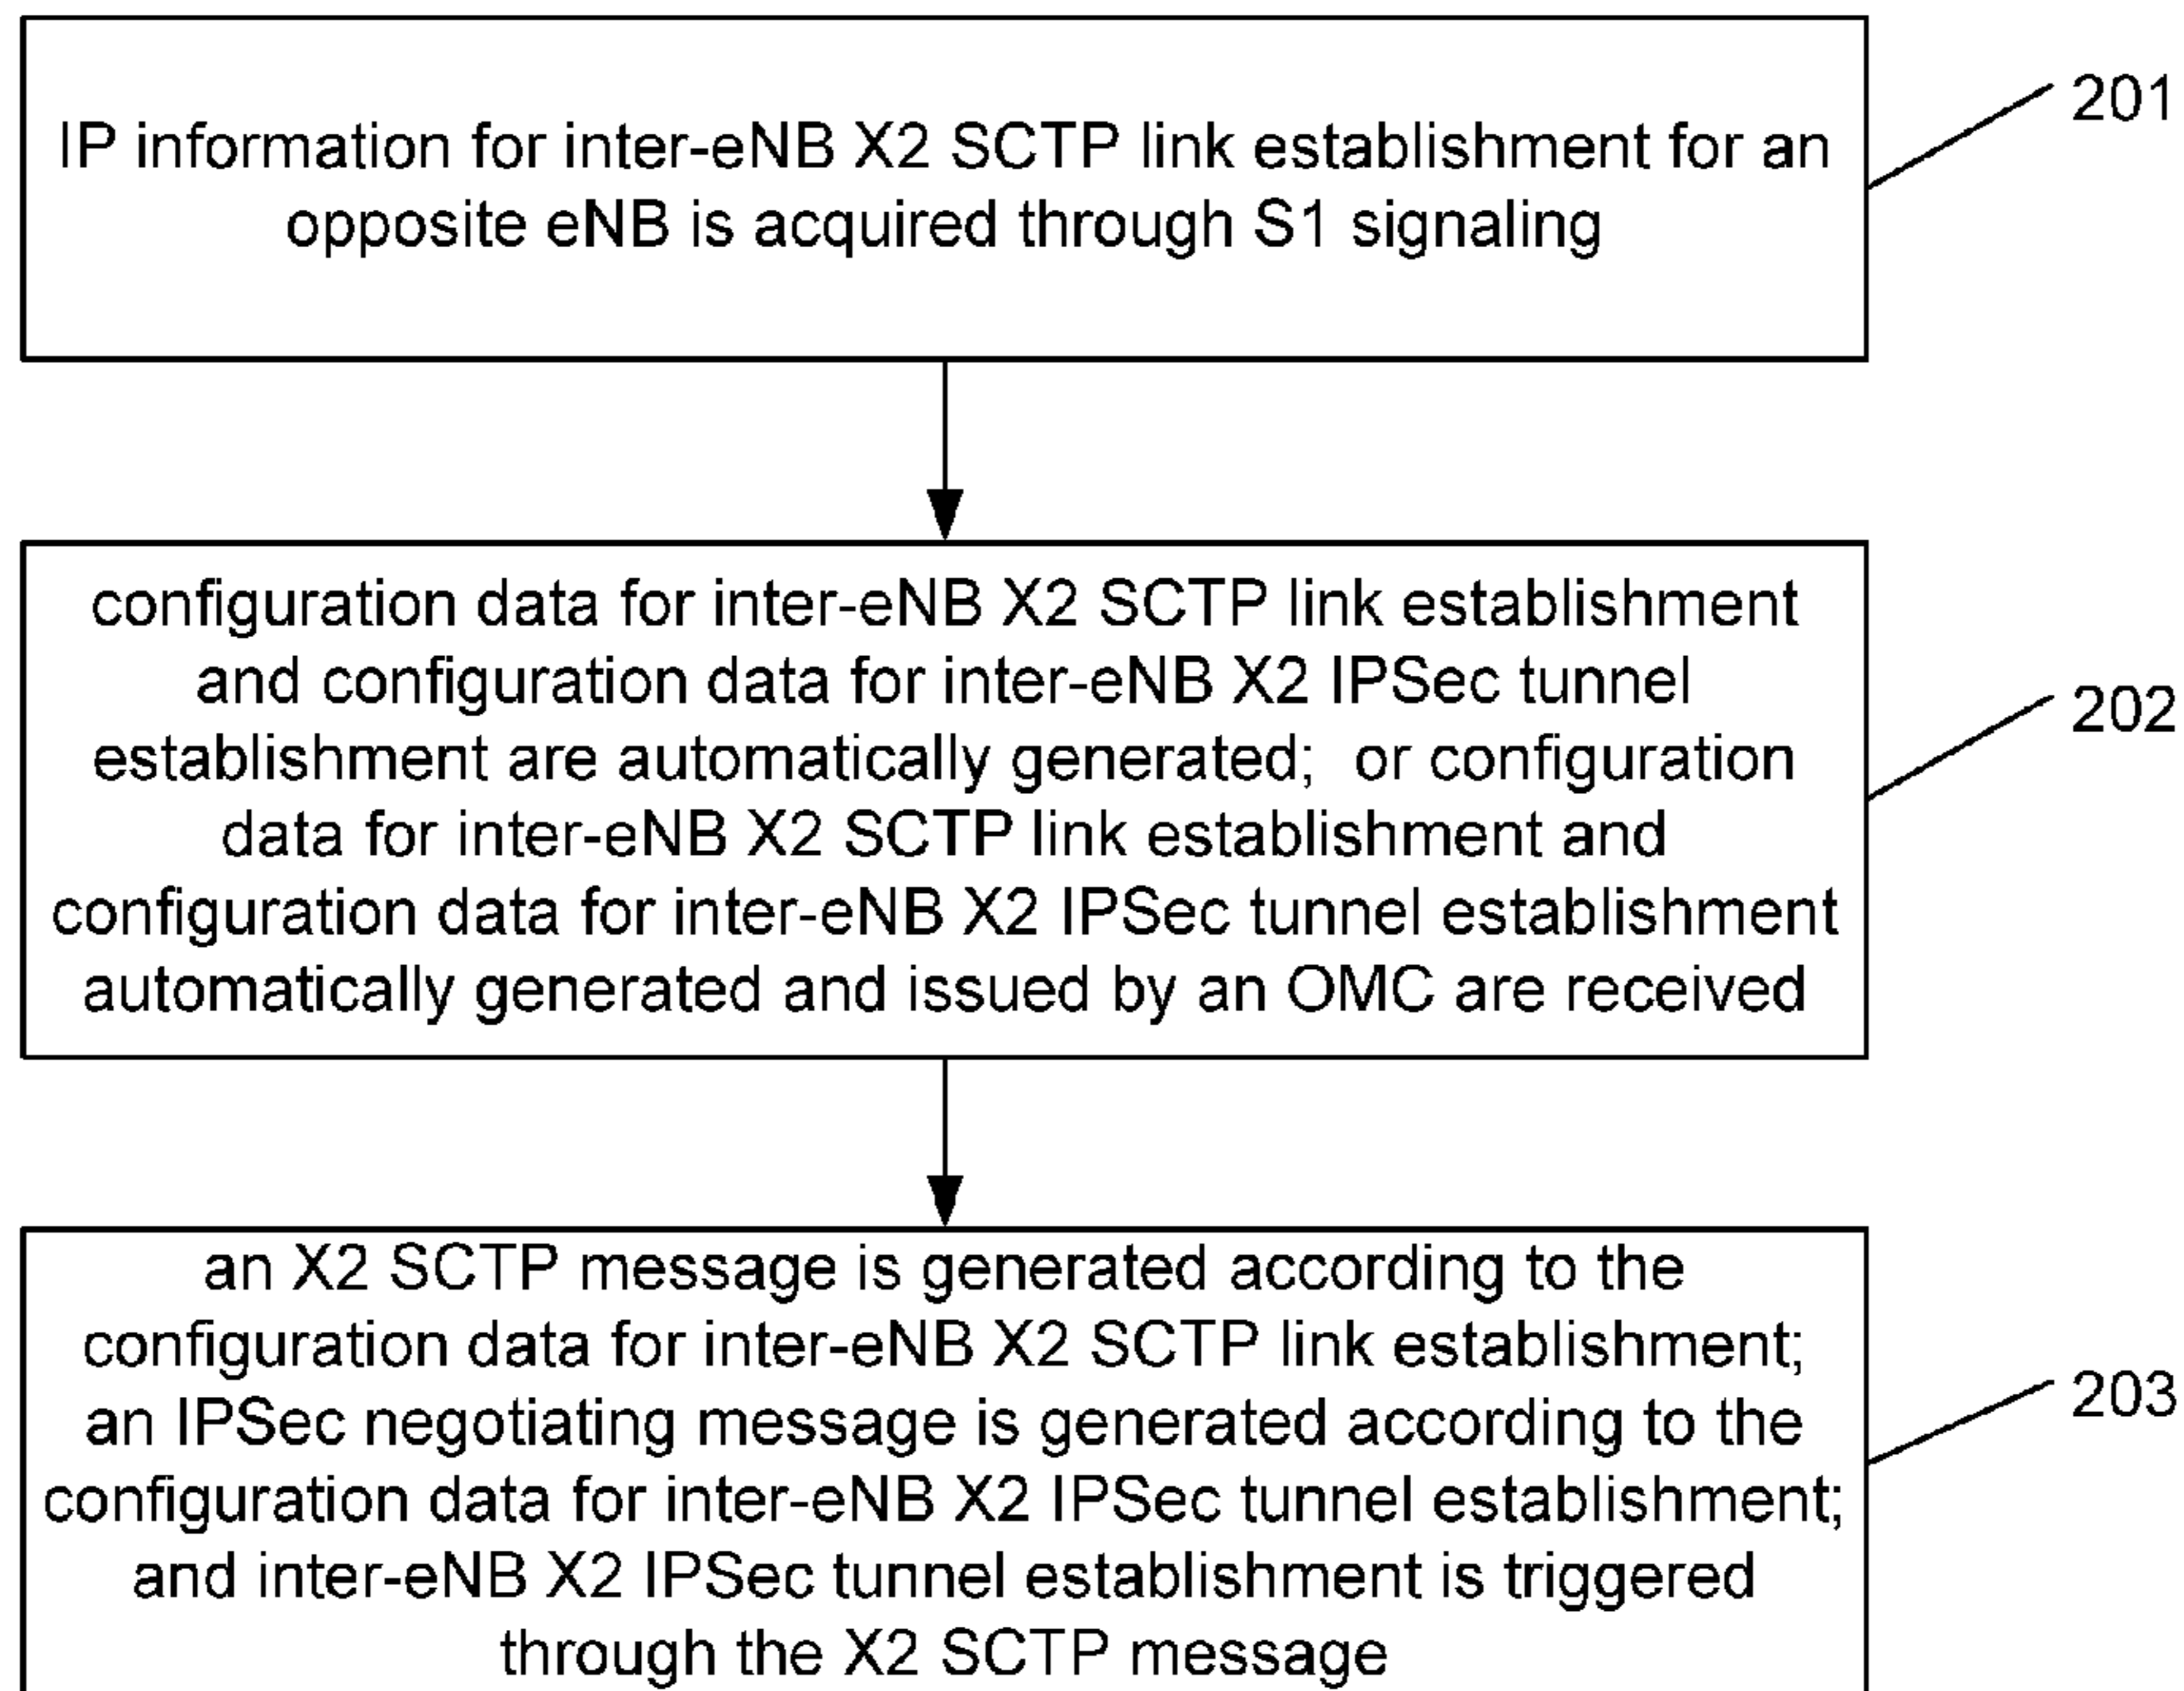 IP information for inter-eNB X2 SCTP link establishment for an
opposite eNB is acquired through S1 signaling
201
configuration data for inter-eNB X2 SCTP link establishment
and configuration data for inter-eNB X2 IPSec tunnel
establishment are automatically generated; or configuration
data for inter-eNB X2 SCTP link establishment and
configuration data for inter-eNB X2 IPSec tunnel establishment
automatically generated and issued by an OMC are received
202
an X2 SCTP message is generated according to the
configuration data for inter-eNB X2 SCTP link establishment;
an IPSec negotiating message is generated according to the
configuration data for inter-eNB X2 IPSec tunnel establishment;
and inter-eNB X2 IPSec tunnel establishment is triggered
through the X2 SCTP message
203